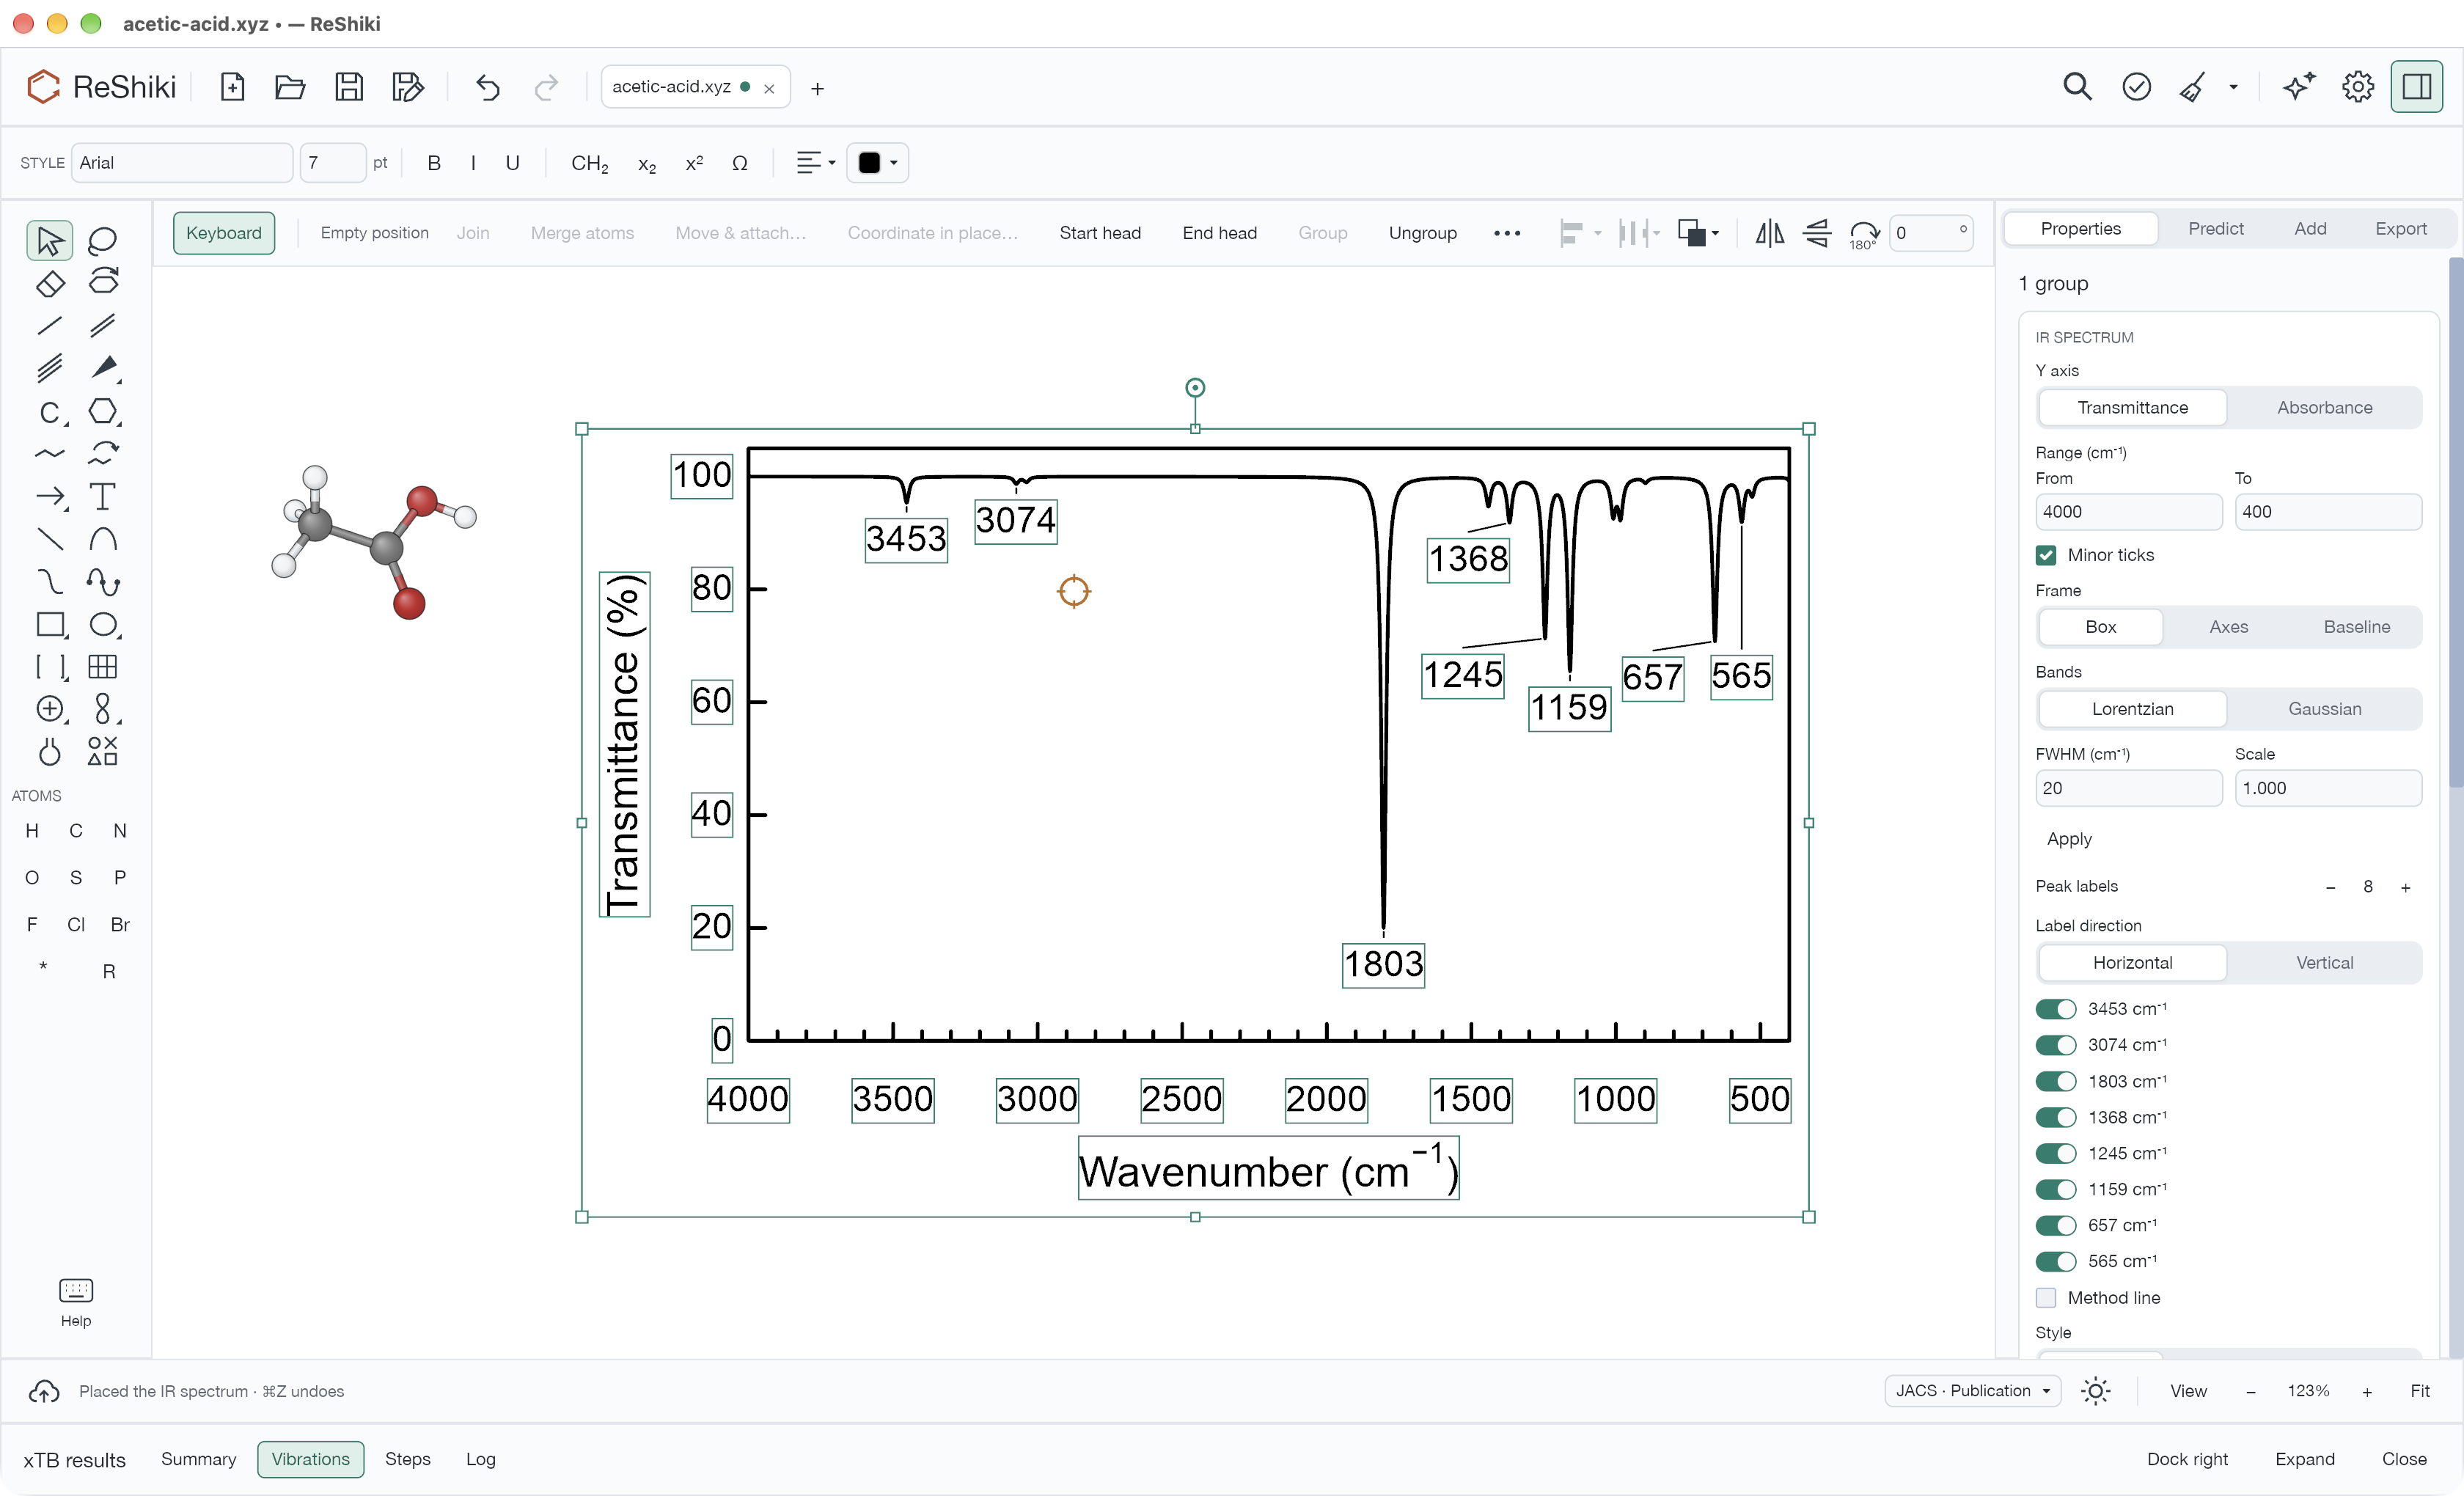 acetic-acid.xyz • — ReShiki
ReShiki
acetic-acid.xyz
STYLE Arial 7 pt B I U CH₂ x₂ x² Ω
Keyboard Empty position Join Merge atoms Move & attach... Coordinate in place... Start head End head Group Ungroup 180° 0 °
Properties Predict Add Export
1 group
IR SPECTRUM
Y axis
Transmittance Absorbance
Range (cm⁻¹)
From To
4000 400
Minor ticks
Frame
Box Axes Baseline
Bands
Lorentzian Gaussian
FWHM (cm⁻¹) Scale
20 1.000
Apply
Peak labels – 8 +
Label direction
Horizontal Vertical
3453 cm⁻¹
3074 cm⁻¹
1803 cm⁻¹
1368 cm⁻¹
1245 cm⁻¹
1159 cm⁻¹
657 cm⁻¹
565 cm⁻¹
Method line
Style
C
T
ATOMS
H C N
O S P
F Cl Br
* R
Help
Transmittance (%)
100
80
60
40
20
0
3453
3074
1368
1245
1159
657
565
1803
4000 3500 3000 2500 2000 1500 1000 500
Wavenumber (cm⁻¹)
Placed the IR spectrum · ⌘Z undoes
JACS · Publication View – 123% + Fit
xTB results Summary Vibrations Steps Log Dock right Expand Close